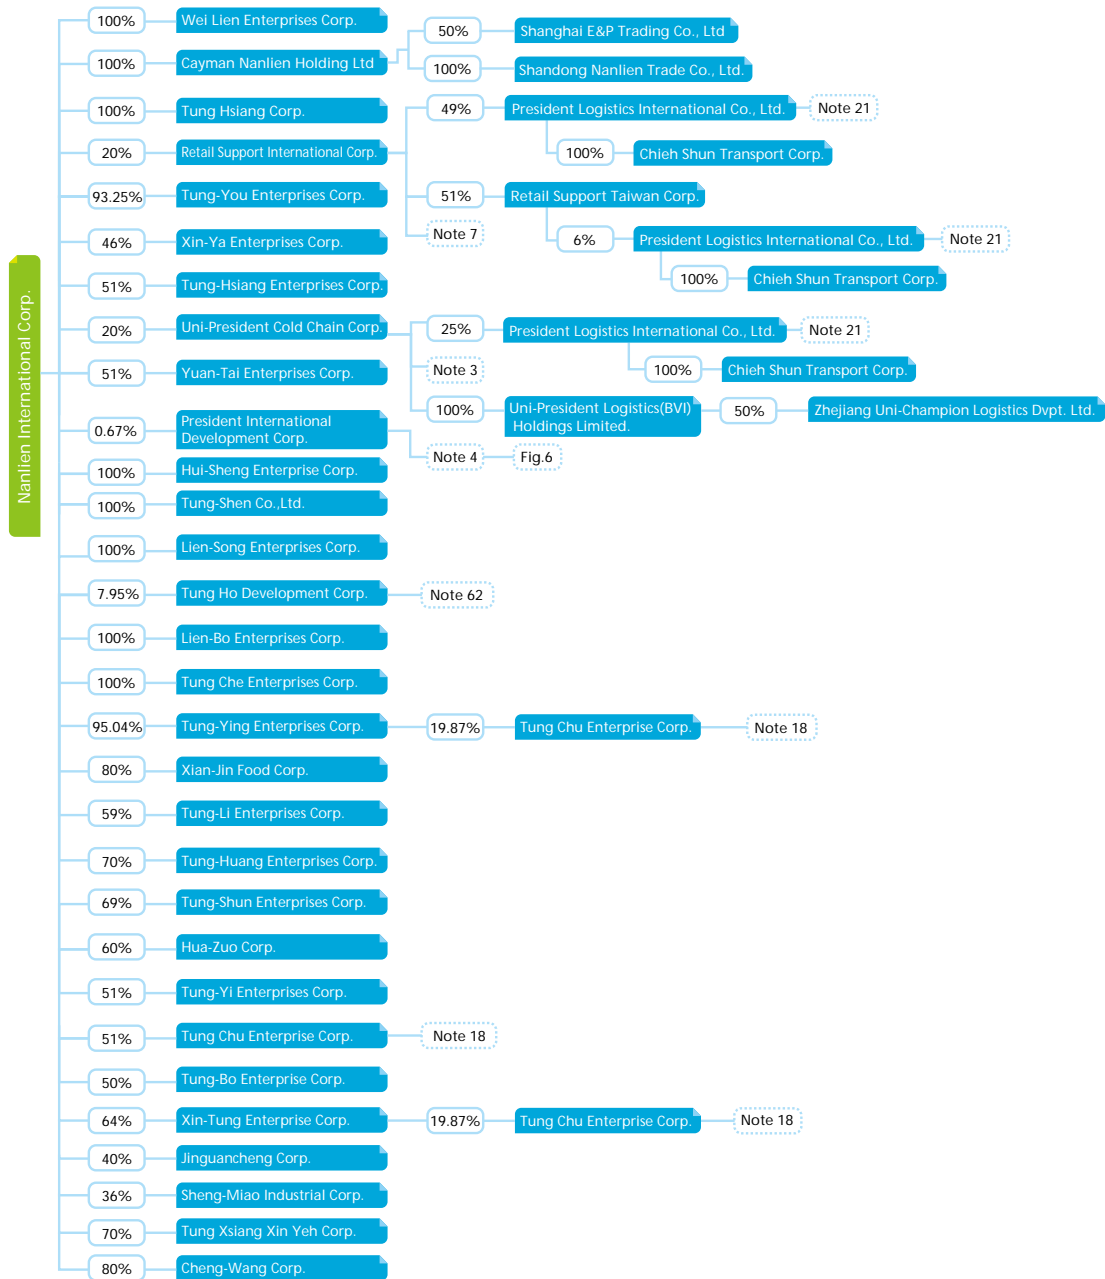 Nanlien International Corp.
100% Wei Lien Enterprises Corp.
50% Shanghai E&P Trading Co., Ltd
100% Cayman Nanlien Holding Ltd
100% Shandong Nanlien Trade Co., Ltd.
100% Tung Hsiang Corp.
49% President Logistics International Co., Ltd. Note 21
20% Retail Support International Corp.
100% Chieh Shun Transport Corp.
93.25% Tung-You Enterprises Corp.
51% Retail Support Taiwan Corp.
46% Xin-Ya Enterprises Corp.
Note 7
6% President Logistics International Co., Ltd. Note 21
51% Tung-Hsiang Enterprises Corp.
100% Chieh Shun Transport Corp.
20% Uni-President Cold Chain Corp.
25% President Logistics International Co., Ltd. Note 21
51% Yuan-Tai Enterprises Corp.
Note 3
100% Chieh Shun Transport Corp.
100% Uni-President Logistics(BVI)
Holdings Limited.
50% Zhejiang Uni-Champion Logistics Dvpt. Ltd.
0.67% President International
Development Corp.
Note 4 Fig.6
100% Hui-Sheng Enterprise Corp.
100% Tung-Shen Co.,Ltd.
100% Lien-Song Enterprises Corp.
7.95% Tung Ho Development Corp. Note 62
100% Lien-Bo Enterprises Corp.
100% Tung Che Enterprises Corp.
95.04% Tung-Ying Enterprises Corp. 19.87% Tung Chu Enterprise Corp. Note 18
80% Xian-Jin Food Corp.
59% Tung-Li Enterprises Corp.
70% Tung-Huang Enterprises Corp.
69% Tung-Shun Enterprises Corp.
60% Hua-Zuo Corp.
51% Tung-Yi Enterprises Corp.
51% Tung Chu Enterprise Corp. Note 18
50% Tung-Bo Enterprise Corp.
64% Xin-Tung Enterprise Corp. 19.87% Tung Chu Enterprise Corp. Note 18
40% Jinguancheng Corp.
36% Sheng-Miao Industrial Corp.
70% Tung Xsiang Xin Yeh Corp.
80% Cheng-Wang Corp.